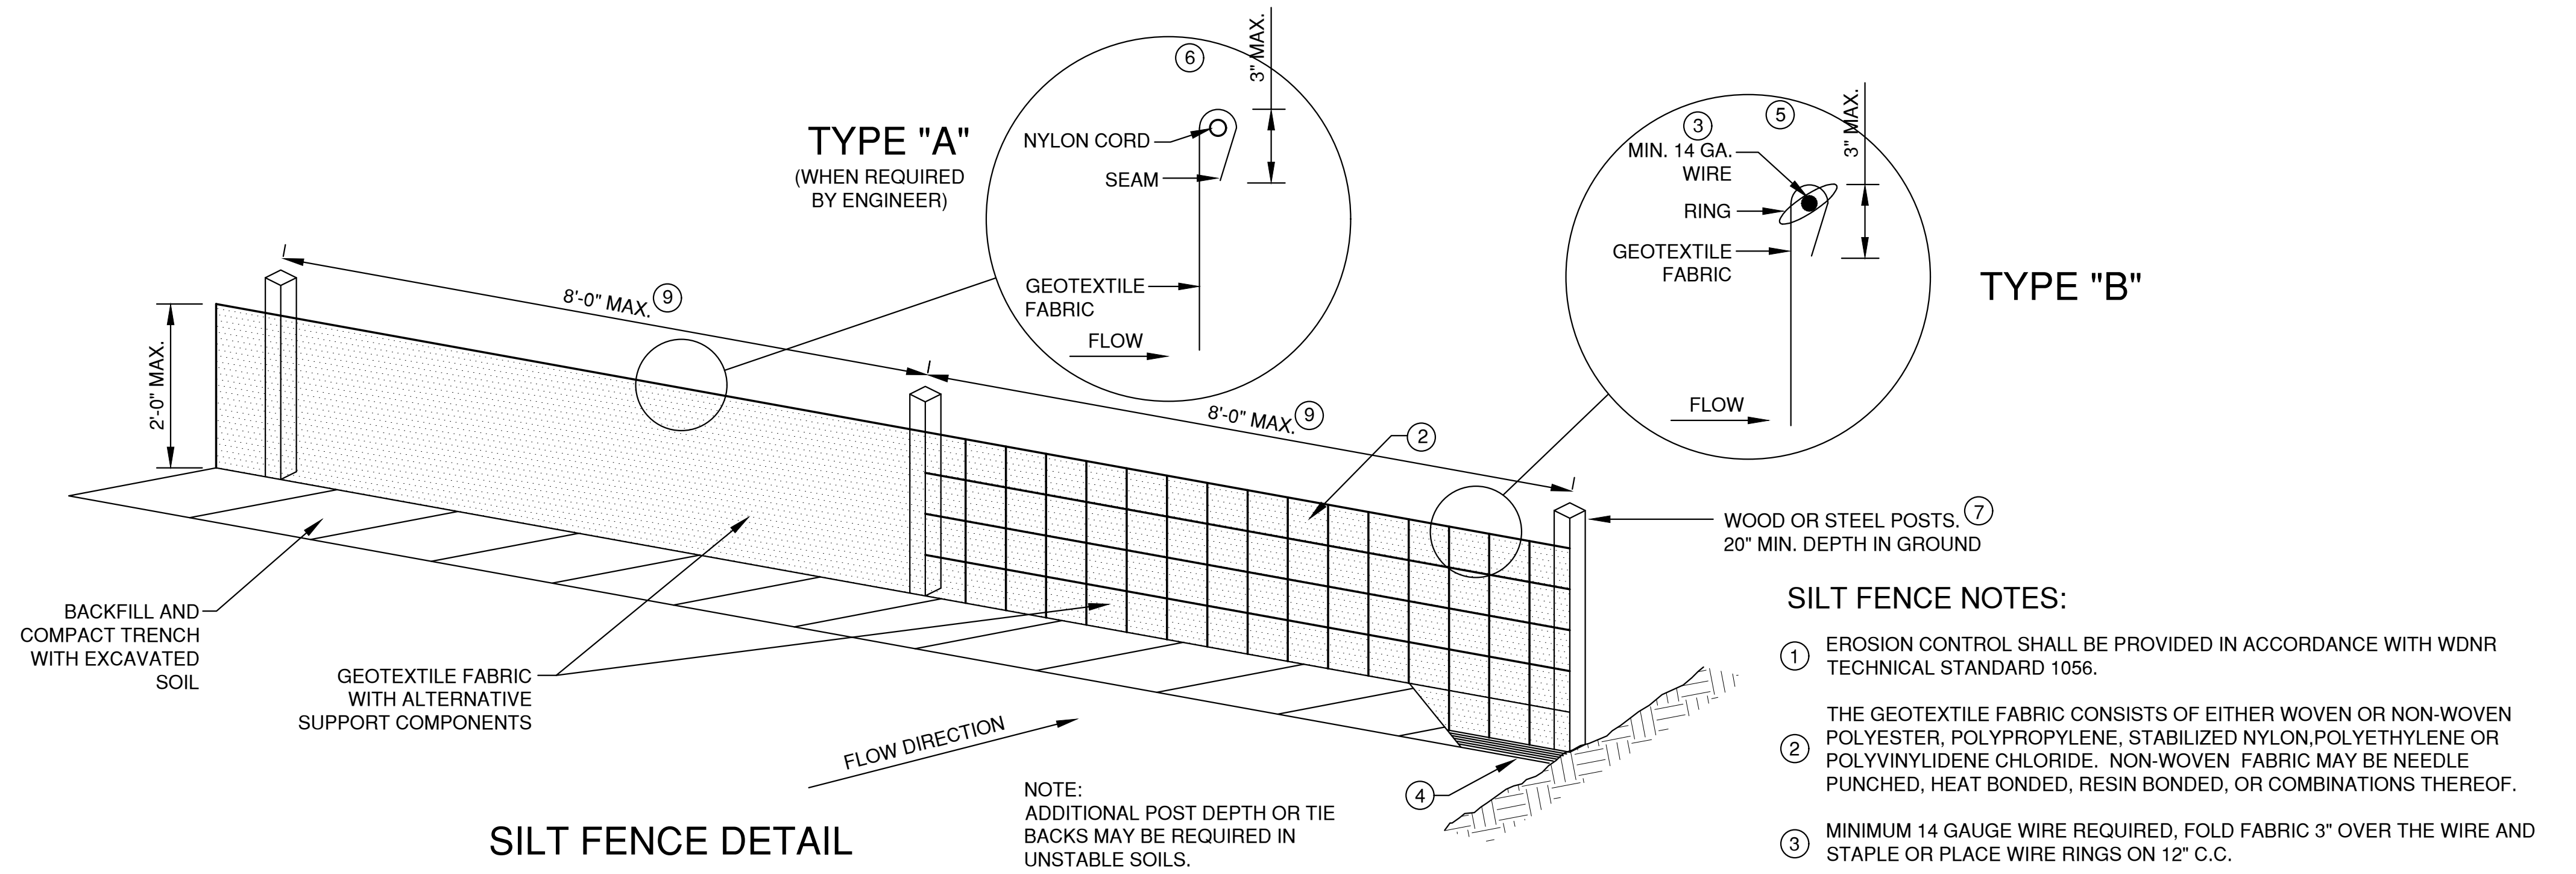 6
3" MAX.
NYLON CORD
SEAM
GEOTEXTILE
FABRIC
FLOW
TYPE "A"
(WHEN REQUIRED
BY ENGINEER)
5
3
3" MAX.
MIN. 14 GA.
WIRE
RING
GEOTEXTILE
FABRIC
FLOW
TYPE "B"
8'-0" MAX. 9
8'-0" MAX. 9
2'-0" MAX.
2
WOOD OR STEEL POSTS. 7
20" MIN. DEPTH IN GROUND
BACKFILL AND
COMPACT TRENCH
WITH EXCAVATED
SOIL
GEOTEXTILE FABRIC
WITH ALTERNATIVE
SUPPORT COMPONENTS
FLOW DIRECTION
4
NOTE:
ADDITIONAL POST DEPTH OR TIE
BACKS MAY BE REQUIRED IN
UNSTABLE SOILS.
SILT FENCE DETAIL
SILT FENCE NOTES:
1 EROSION CONTROL SHALL BE PROVIDED IN ACCORDANCE WITH WDNR
TECHNICAL STANDARD 1056.
THE GEOTEXTILE FABRIC CONSISTS OF EITHER WOVEN OR NON-WOVEN
2 POLYESTER, POLYPROPYLENE, STABILIZED NYLON,POLYETHYLENE OR
POLYVINYLIDENE CHLORIDE. NON-WOVEN FABRIC MAY BE NEEDLE
PUNCHED, HEAT BONDED, RESIN BONDED, OR COMBINATIONS THEREOF.
3 MINIMUM 14 GAUGE WIRE REQUIRED, FOLD FABRIC 3" OVER THE WIRE AND
STAPLE OR PLACE WIRE RINGS ON 12" C.C.